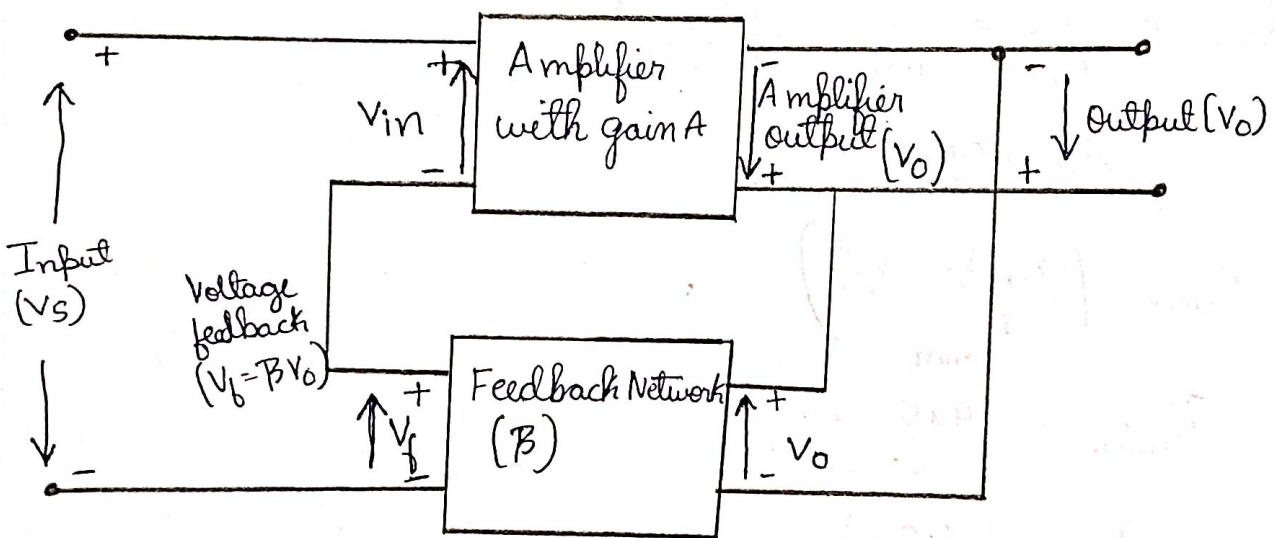 +
+
Vin
-
Amplifier
with gain A
-
Amplifier
output
(Vo)
+
-
Output (Vo)
+
Input
(Vs)
-
Voltage
feedback
(Vf=βVo)
+
Vf
-
Feedback Network
(β)
+
Vo
-